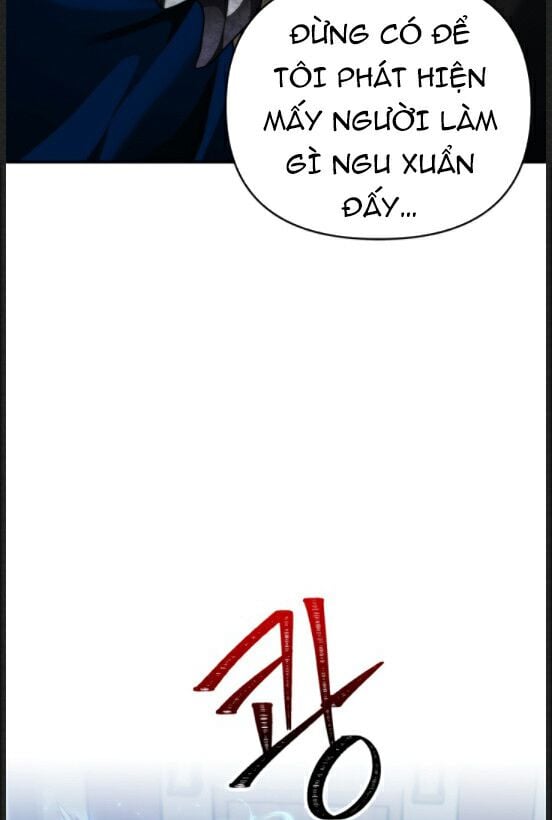 ĐỪNG CÓ ĐỂ
TÔI PHÁT HIỆN
MẤY NGƯỜI LÀM
GÌ NGU XUẨN
ĐẤY...
쾅